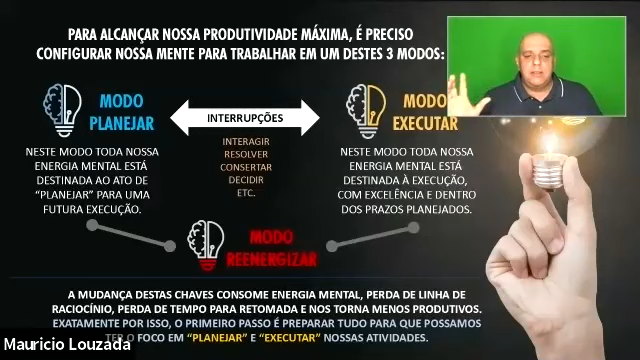 PARA ALCANÇAR NOSSA PRODUTIVIDADE MÁXIMA, É PRECISO
CONFIGURAR NOSSA MENTE PARA TRABALHAR EM UM DESTES 3 MODOS:
MODO
PLANEJAR
NESTE MODO TODA NOSSA
ENERGIA MENTAL ESTÁ
DESTINADA AO ATO DE
“PLANEJAR” PARA UMA
FUTURA EXECUÇÃO.
INTERRUPÇÕES
INTERAGIR
RESOLVER
CONSERTAR
DECIDIR
ETC.
MODO
EXECUTAR
NESTE MODO TODA NOSSA
ENERGIA MENTAL ESTÁ
DESTINADA À EXECUÇÃO,
COM EXCELÊNCIA E DENTRO
DOS PRAZOS PLANEJADOS.
MODO
REENERGIZAR
A MUDANÇA DESTAS CHAVES CONSOME ENERGIA MENTAL, PERDA DE LINHA DE
RACIOCÍNIO, PERDA DE TEMPO PARA RETOMADA E NOS TORNA MENOS PRODUTIVOS.
EXATAMENTE POR ISSO, O PRIMEIRO PASSO É PREPARAR TUDO PARA QUE POSSAMOS
TER O FOCO EM “PLANEJAR” E “EXECUTAR” NOSSAS ATIVIDADES.
Mauricio Louzada